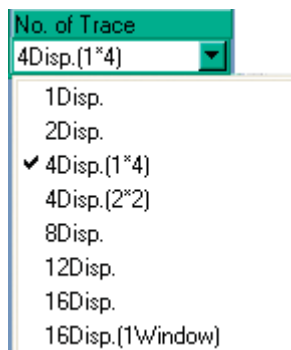 No. of Trace
4Disp.(1*4)
1Disp.
2Disp.
4Disp.(1*4)
4Disp.(2*2)
8Disp.
12Disp.
16Disp.
16Disp.(1Window)